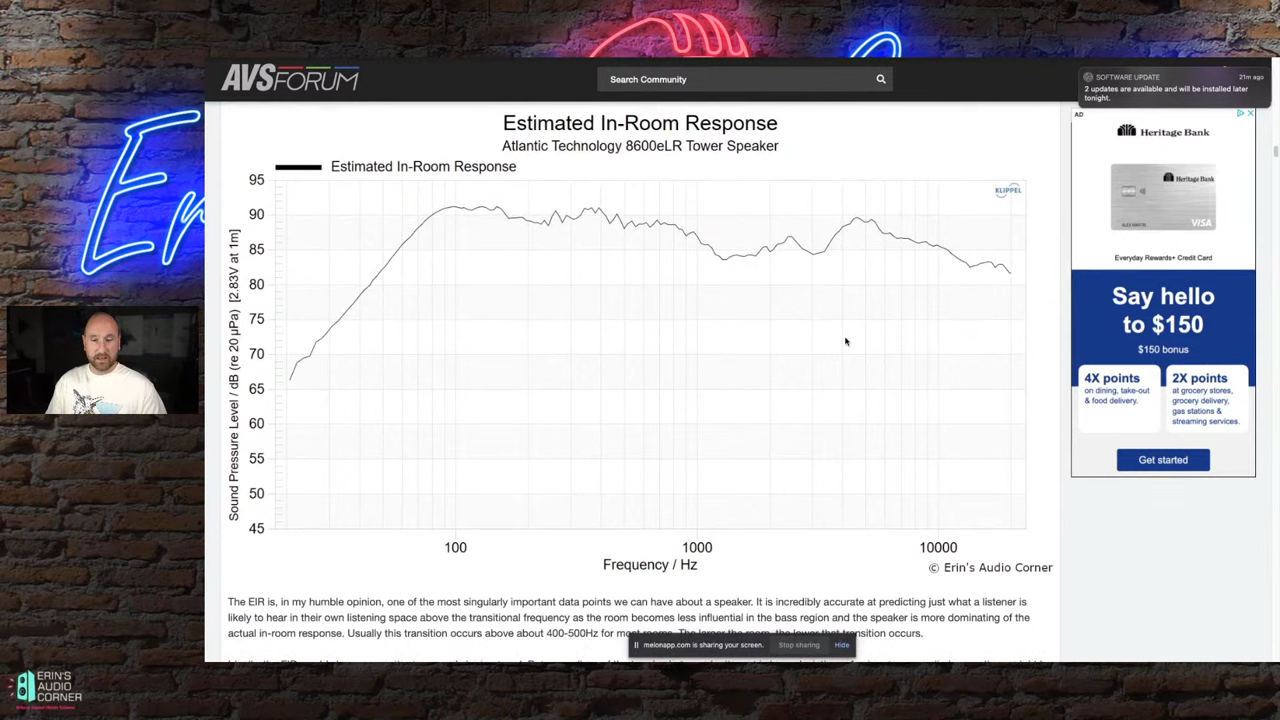 AVSFORUM
Search Community
SOFTWARE UPDATE
21m ago
2 updates are available and will be installed later
tonight.
Er
Estimated In-Room Response
Atlantic Technology 8600eLR Tower Speaker
Estimated In-Room Response
KLIPPEL
95
90
85
80
75
70
65
60
55
50
45
Sound Pressure Level / dB (re 20 µPa) [2.83V at 1m]
100
1000
10000
Frequency / Hz
© Erin's Audio Corner
AD
Heritage Bank
Heritage Bank
VISA
Everyday Rewards+ Credit Card
Say hello
to $150
$150 bonus
4X points
on dining, take-out
& food delivery.
2X points
at grocery stores,
grocery delivery,
gas stations &
streaming services.
Get started
The EIR is, in my humble opinion, one of the most singularly important data points we can have about a speaker. It is incredibly accurate at predicting just what a listener is
likely to hear in their own listening space above the transitional frequency as the room becomes less influential in the bass region and the speaker is more dominating of the
actual in-room response. Usually this transition occurs above about 400-500Hz for most rooms. The larger the room, the lower that transition occurs.
melonapp.com is sharing your screen.
Stop sharing
Hide
ERIN'S
AUDIO
CORNER